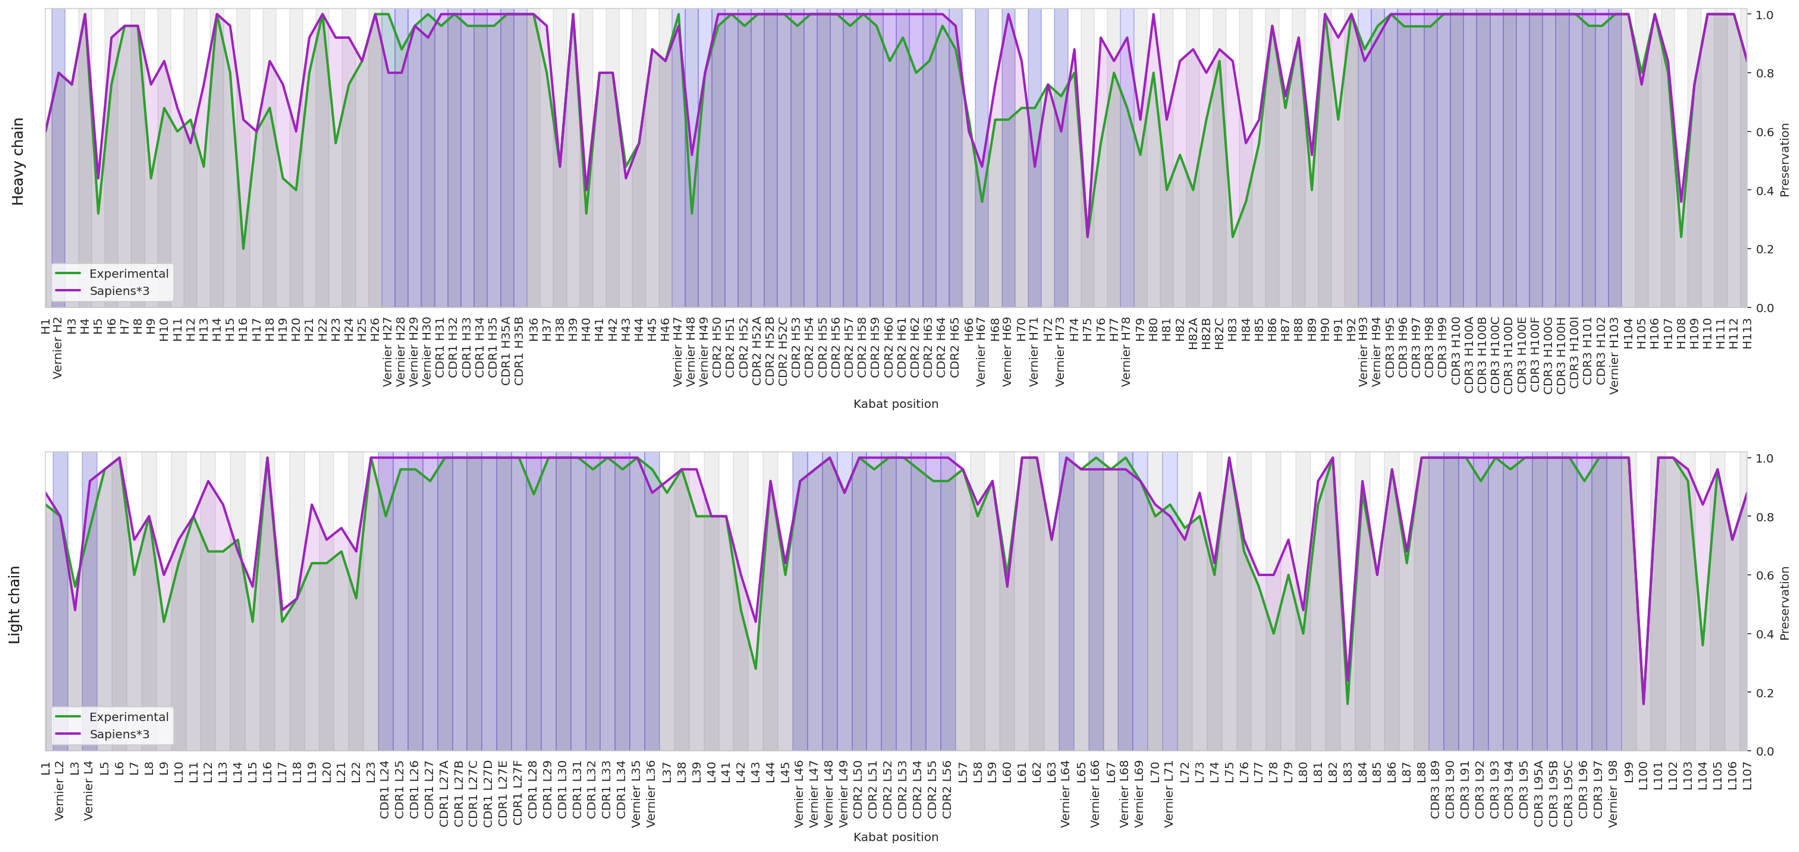 Heavy chain
Experimental
Sapiens*3
1.0
0.8
0.6
0.4
0.2
0.0
Preservation
H1
Vernier H2
H3
H4
H5
H6
H7
H8
H9
H10
H11
H12
H13
H14
H15
H16
H17
H18
H19
H20
H21
H22
H23
H24
H25
H26
Vernier H27
Vernier H28
Vernier H29
Vernier H30
CDR1 H31
CDR1 H32
CDR1 H33
CDR1 H34
CDR1 H35
CDR1 H35A
CDR1 H35B
H36
H37
H38
H39
H40
H41
H42
H43
H44
H45
H46
Vernier H47
Vernier H48
Vernier H49
CDR2 H50
CDR2 H51
CDR2 H52
CDR2 H52A
CDR2 H52B
CDR2 H52C
CDR2 H53
CDR2 H54
CDR2 H55
CDR2 H56
CDR2 H57
CDR2 H58
CDR2 H59
CDR2 H60
CDR2 H61
CDR2 H62
CDR2 H63
CDR2 H64
CDR2 H65
H66
Vernier H67
H68
Vernier H69
H70
Vernier H71
H72
Vernier H73
H74
H75
H76
H77
Vernier H78
H79
H80
H81
H82
H82A
H82B
H82C
H83
H84
H85
H86
H87
H88
H89
H90
H91
H92
Vernier H93
Vernier H94
CDR3 H95
CDR3 H96
CDR3 H97
CDR3 H98
CDR3 H99
CDR3 H100
CDR3 H100A
CDR3 H100B
CDR3 H100C
CDR3 H100D
CDR3 H100E
CDR3 H100F
CDR3 H100G
CDR3 H100H
CDR3 H100I
CDR3 H101
CDR3 H102
Vernier H103
H104
H105
H106
H107
H108
H109
H110
H111
H112
H113
Kabat position
Light chain
Experimental
Sapiens*3
1.0
0.8
0.6
0.4
0.2
0.0
Preservation
L1
Vernier L2
L3
Vernier L4
L5
L6
L7
L8
L9
L10
L11
L12
L13
L14
L15
L16
L17
L18
L19
L20
L21
L22
L23
CDR1 L24
CDR1 L25
CDR1 L26
CDR1 L27
CDR1 L27A
CDR1 L27B
CDR1 L27C
CDR1 L27D
CDR1 L27E
CDR1 L27F
CDR1 L28
CDR1 L29
CDR1 L30
CDR1 L31
CDR1 L32
CDR1 L33
CDR1 L34
Vernier L35
Vernier L36
L37
L38
L39
L40
L41
L42
L43
L44
L45
Vernier L46
Vernier L47
Vernier L48
Vernier L49
CDR2 L50
CDR2 L51
CDR2 L52
CDR2 L53
CDR2 L54
CDR2 L55
CDR2 L56
L57
L58
L59
L60
L61
L62
L63
Vernier L64
L65
Vernier L66
L67
Vernier L68
Vernier L69
L70
Vernier L71
L72
L73
L74
L75
L76
L77
L78
L79
L80
L81
L82
L83
L84
L85
L86
L87
L88
CDR3 L89
CDR3 L90
CDR3 L91
CDR3 L92
CDR3 L93
CDR3 L94
CDR3 L95
CDR3 L95A
CDR3 L95B
CDR3 L95C
CDR3 L96
CDR3 L97
Vernier L98
L99
L100
L101
L102
L103
L104
L105
L106
L107
Kabat position